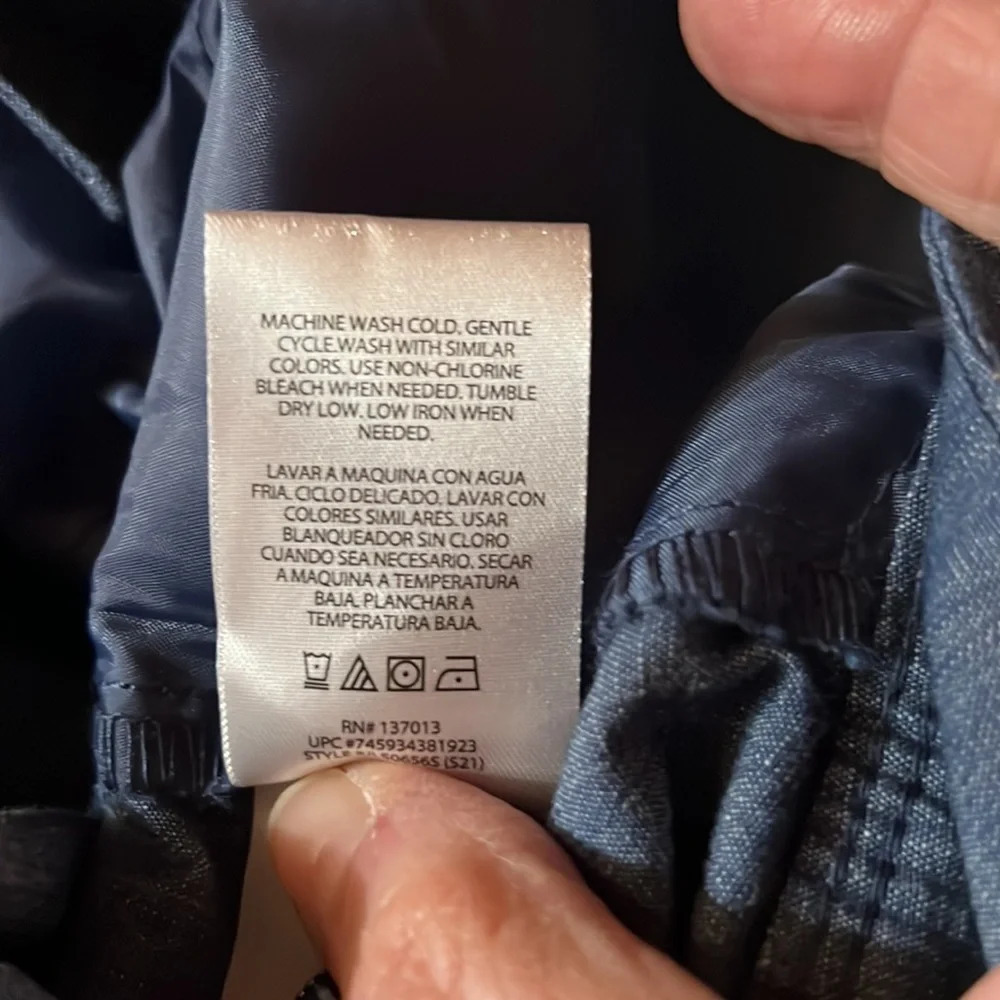 MACHINE WASH COLD. GENTLE
CYCLE.WASH WITH SIMILAR
COLORS. USE NON-CHLORINE
BLEACH WHEN NEEDED. TUMBLE
DRY LOW. LOW IRON WHEN
NEEDED.
LAVAR A MAQUINA CON AGUA
FRIA. CICLO DELICADO. LAVAR CON
COLORES SIMILARES. USAR
BLANQUEADOR SIN CLORO
CUANDO SEA NECESARIO. SECAR
A MAQUINA A TEMPERATURA
BAJA. PLANCHAR A
TEMPERATURA BAJA.
RN# 137013
UPC #745934381923
STYLE (S21)